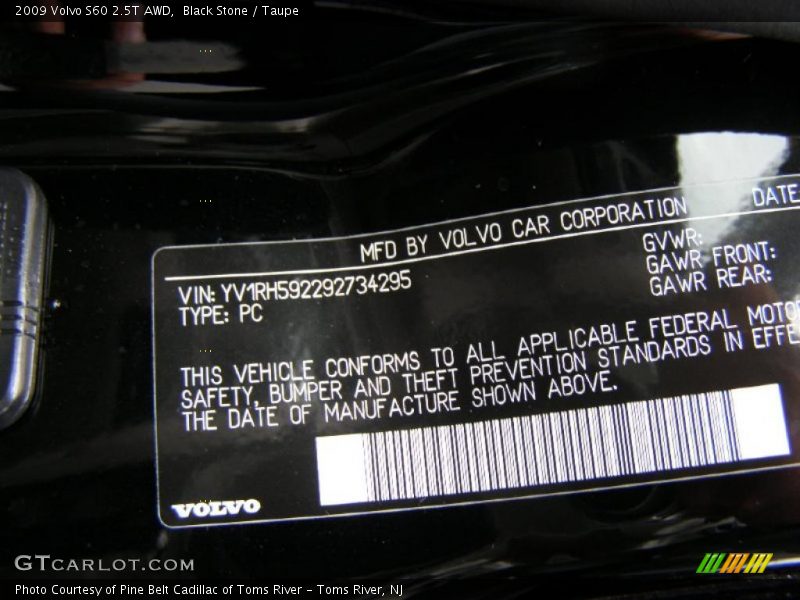 2009 Volvo S60 2.5T AWD, Black Stone / Taupe
MFD BY VOLVO CAR CORPORATION DATE
VIN: YV1RH592292734295
TYPE: PC
GVWR:
GAWR FRONT:
GAWR REAR:
THIS VEHICLE CONFORMS TO ALL APPLICABLE FEDERAL MOTO
SAFETY, BUMPER AND THEFT PREVENTION STANDARDS IN EFFE
THE DATE OF MANUFACTURE SHOWN ABOVE.
VOLVO
GTCARLOT.COM
Photo Courtesy of Pine Belt Cadillac of Toms River - Toms River, NJ